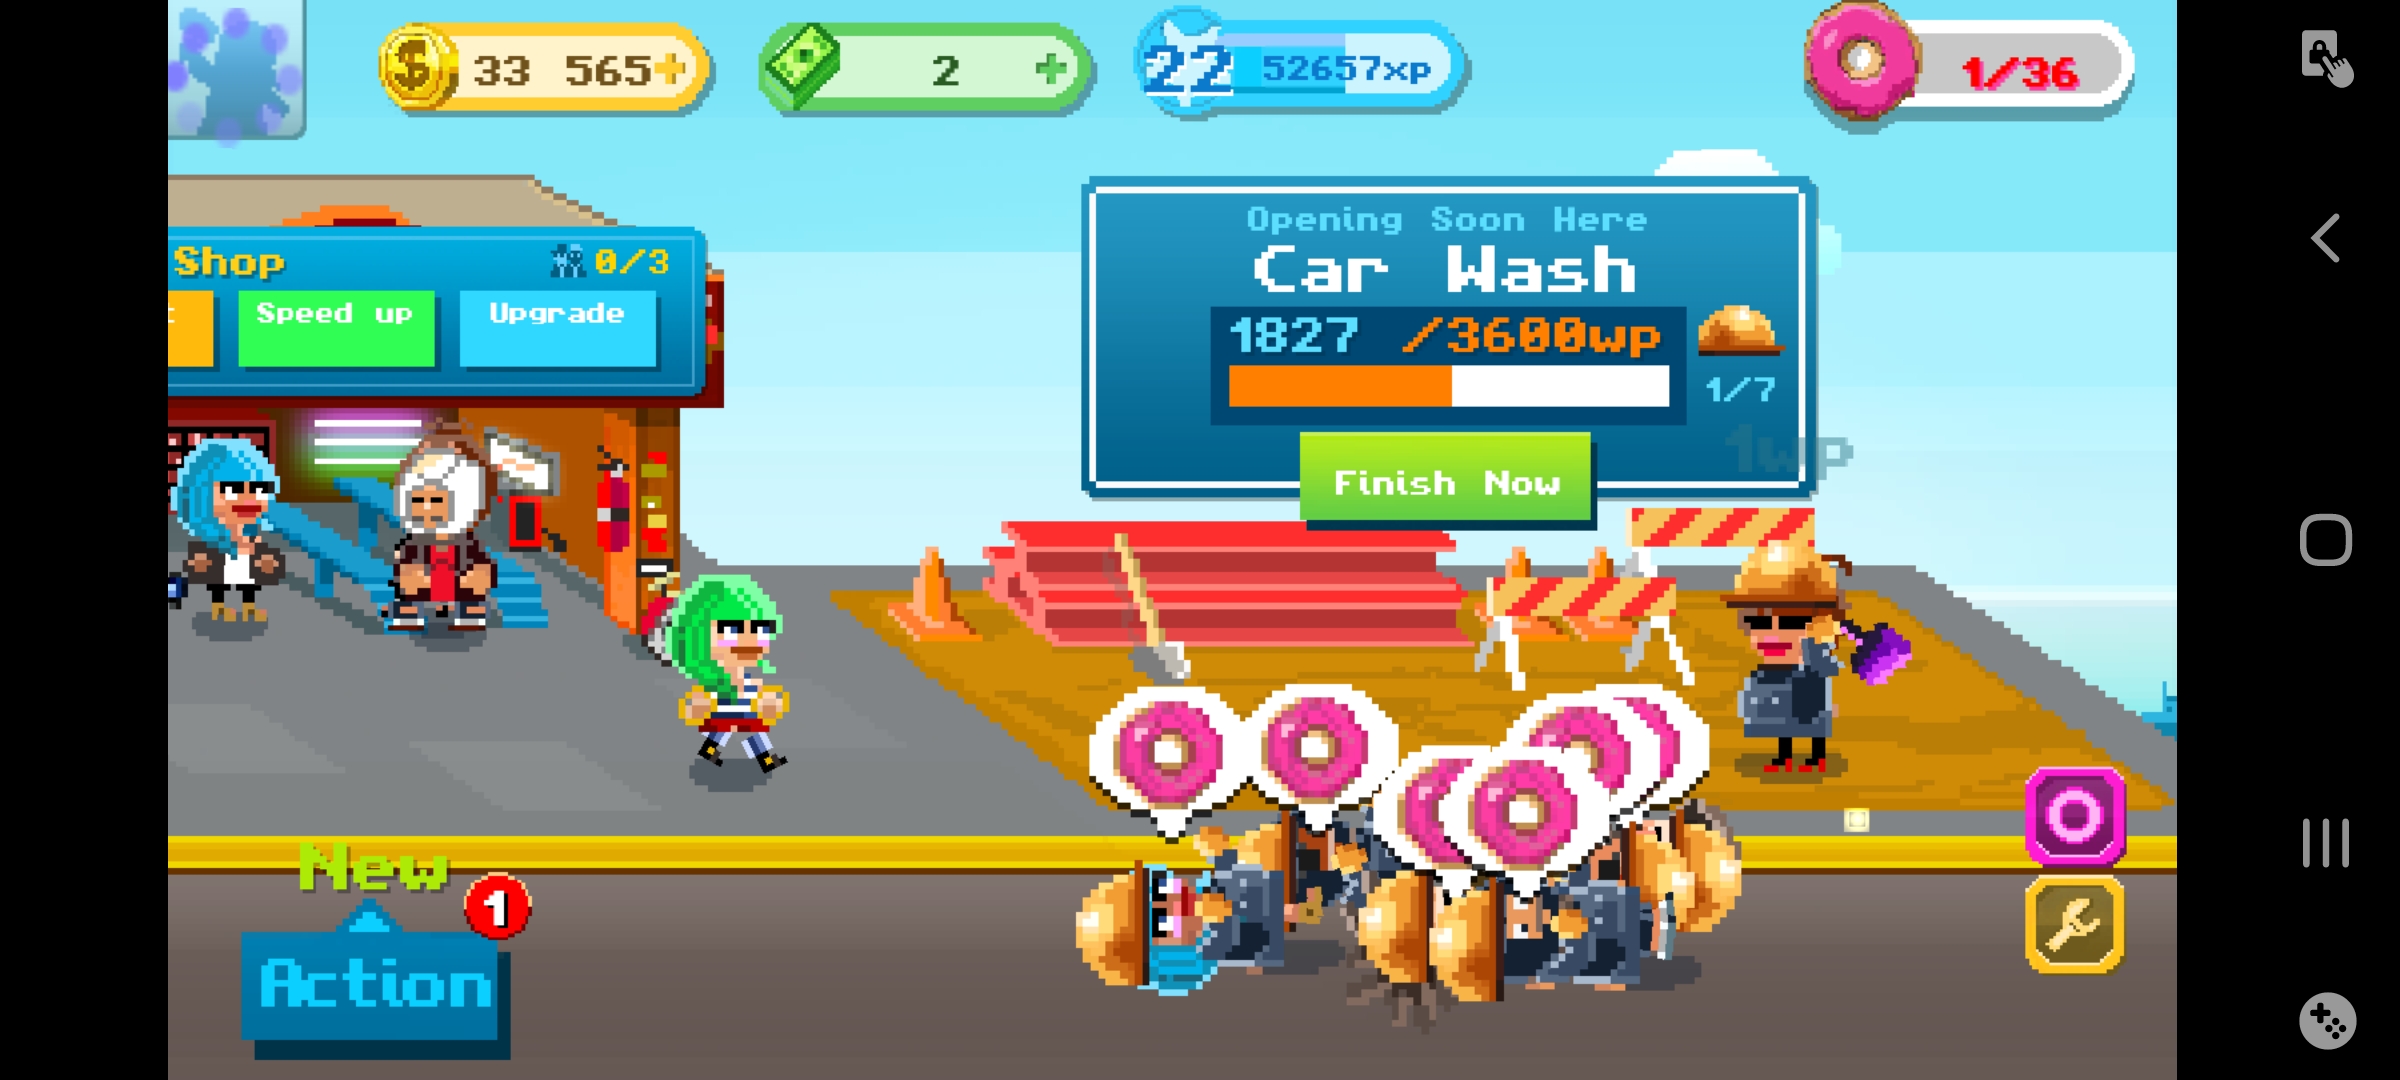 33 565+
2 +
22 52657xp
1/36
Shop 0/3
Speed up
Upgrade
Opening Soon Here
Car Wash
1827 /3600wp
1/7
1wp
Finish Now
New
1
Action